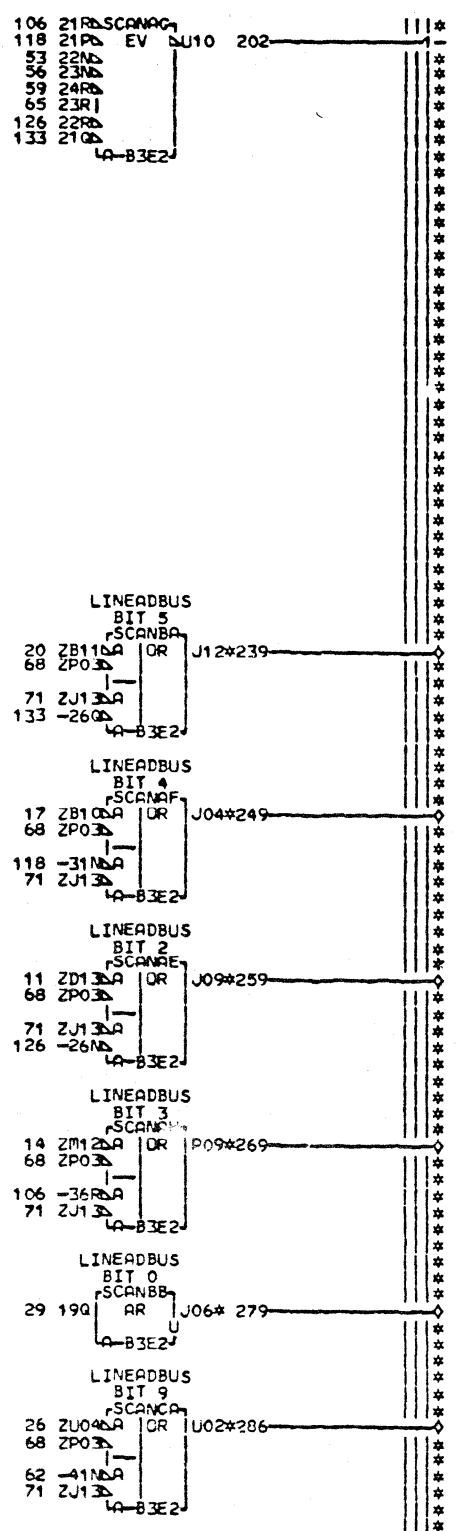 106 21R SCANAG
118 21P EV U10 202
53 22N
56 23N
59 24R
65 23R
126 22R
133 21Q
A-B3E2
LINEADBUS
BIT 5
SCANBA
20 ZB11 A OR J12*239
68 ZP03
71 ZJ13 A
133 -26Q
A-B3E2
LINEADBUS
BIT 4
SCANAF
17 ZB10 A OR J04*249
68 ZP03
118 -31N A
71 ZJ13
A-B3E2
LINEADBUS
BIT 2
SCANAE
11 ZD13 A OR J09*259
68 ZP03
71 ZJ13 A
126 -26N
A-B3E2
LINEADBUS
BIT 3
14 ZM12 A OR P09*269
68 ZP03
106 -36R A
71 ZJ13
A-B3E2
LINEADBUS
BIT 0
SCANBB
29 19Q AR J06* 279
U
A-B3E2
LINEADBUS
BIT 9
SCANCA
26 ZU04 A OR U02*286
68 ZP03
62 -41N A
71 ZJ13
A-B3E2